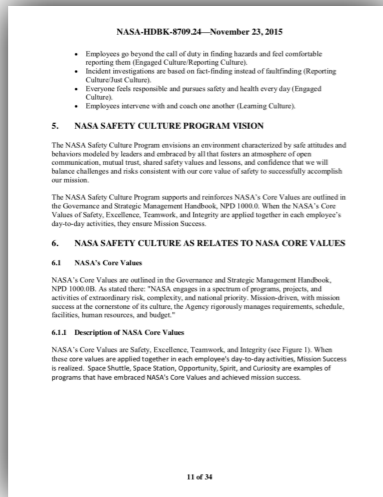 NASA-HDBK-8709.24—November 23, 2015
• Employees go beyond the call of duty in finding hazards and feel comfortable
reporting them (Engaged Culture/Reporting Culture).
• Incident investigations are based on fact-finding instead of faultfinding (Reporting
Culture/Just Culture).
• Everyone feels responsible and pursues safety and health every day (Engaged
Culture).
• Employees intervene with and coach one another (Learning Culture).
5. NASA SAFETY CULTURE PROGRAM VISION
The NASA Safety Culture Program envisions an environment characterized by safe attitudes and
behaviors modeled by leaders and embraced by all that fosters an atmosphere of open
communication, mutual trust, shared safety values and lessons, and confidence that we will
balance challenges and risks consistent with our core value of safety to successfully accomplish
our mission.
The NASA Safety Culture Program supports and reinforces NASA's Core Values are outlined in
the Governance and Strategic Management Handbook, NPD 1000.0. When the NASA's Core
Values of Safety, Excellence, Teamwork, and Integrity are applied together in each employee's
day-to-day activities, they ensure Mission Success.
6. NASA SAFETY CULTURE AS RELATES TO NASA CORE VALUES
6.1 NASA's Core Values
NASA's Core Values are outlined in the Governance and Strategic Management Handbook,
NPD 1000.0B. As stated there: "NASA engages in a spectrum of programs, projects, and
activities of extraordinary risk, complexity, and national priority. Mission-driven, with mission
success at the cornerstone of its culture, the Agency rigorously manages requirements, schedule,
facilities, human resources, and budget."
6.1.1 Description of NASA Core Values
NASA's Core Values are Safety, Excellence, Teamwork, and Integrity (see Figure 1). When
these core values are applied together in each employee's day-to-day activities, Mission Success
is realized. Space Shuttle, Space Station, Opportunity, Spirit, and Curiosity are examples of
programs that have embraced NASA's Core Values and achieved mission success.
11 of 34